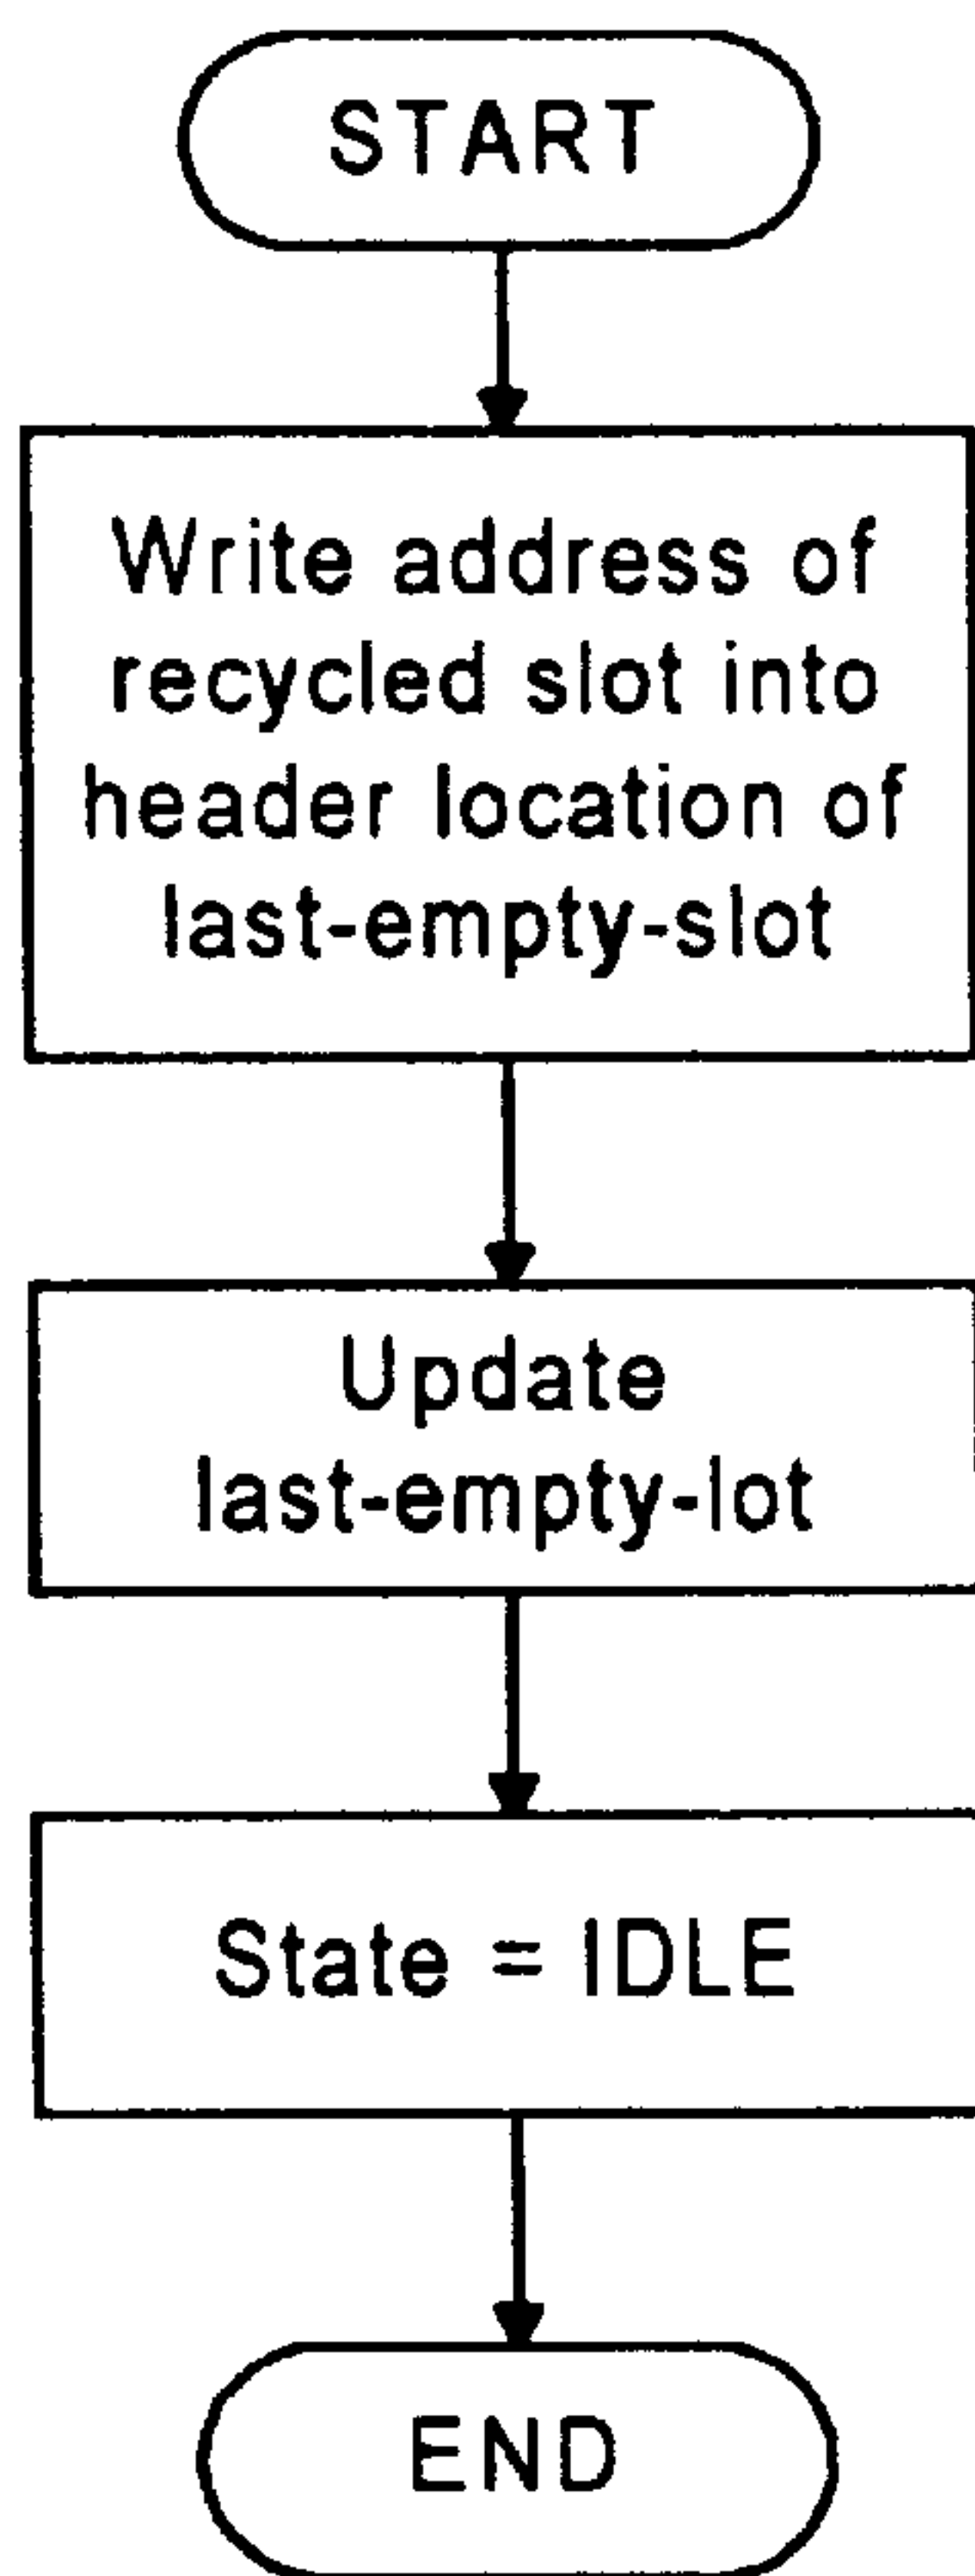 START
Write address of
recycled slot into
header location of
last-empty-slot
Update
last-empty-lot
State = IDLE
END